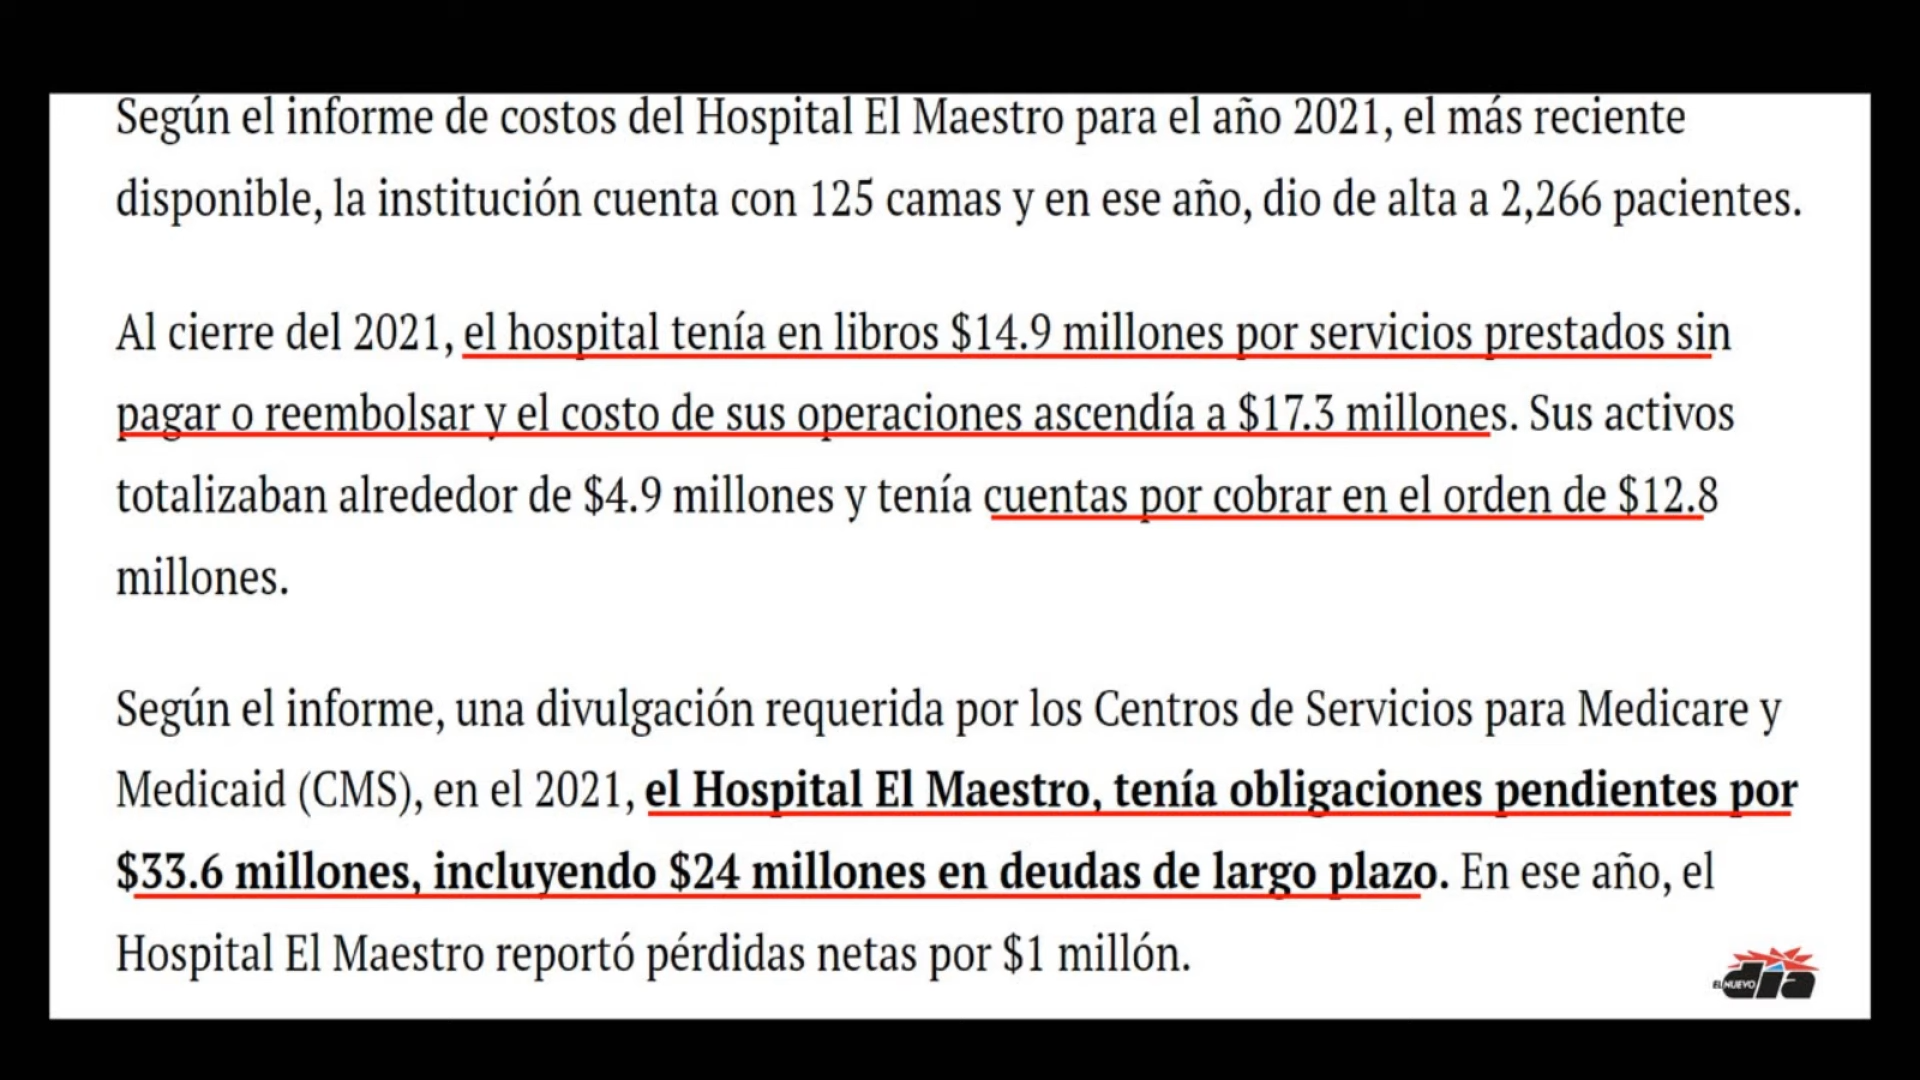 Según el informe de costos del Hospital El Maestro para el año 2021, el más reciente
disponible, la institución cuenta con 125 camas y en ese año, dio de alta a 2,266 pacientes.
Al cierre del 2021, el hospital tenía en libros $14.9 millones por servicios prestados sin
pagar o reembolsar y el costo de sus operaciones ascendía a $17.3 millones. Sus activos
totalizaban alrededor de $4.9 millones y tenía cuentas por cobrar en el orden de $12.8
millones.
Según el informe, una divulgación requerida por los Centros de Servicios para Medicare y
Medicaid (CMS), en el 2021, el Hospital El Maestro, tenía obligaciones pendientes por
$33.6 millones, incluyendo $24 millones en deudas de largo plazo. En ese año, el
Hospital El Maestro reportó pérdidas netas por $1 millón.
EL NUEVO día